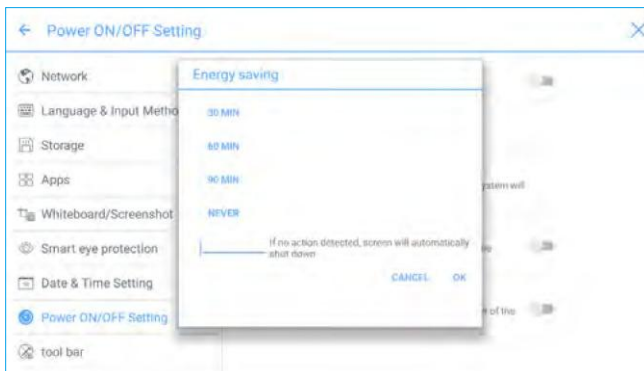 Power ON/OFF Setting
Network
Language & Input Metho
Storage
Apps
Whiteboard/Screenshot
Smart eye protection
Date & Time Setting
Power ON/OFF Setting
tool bar
Energy saving
30 MIN
60 MIN
90 MIN
NEVER
If no action detected, screen will automatically
shut down
CANCEL OK
ystem will
of the